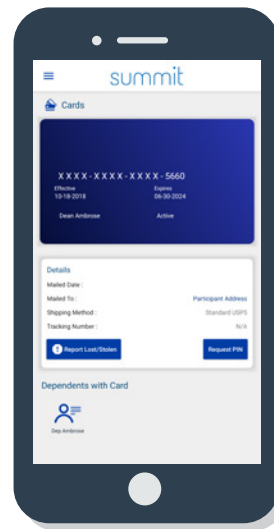 summit
Cards
XXXX-XXXX-XXXX-5660
Effective Expires
10-18-2018 06-30-2024
Dean Ambrose Active
Details
Mailed Date :
Mailed To : Participant Address
Shipping Method : Standard USPS
Tracking Number : N/A
Report Lost/Stolen Request PIN
Dependents with Card
Dep Ambrose